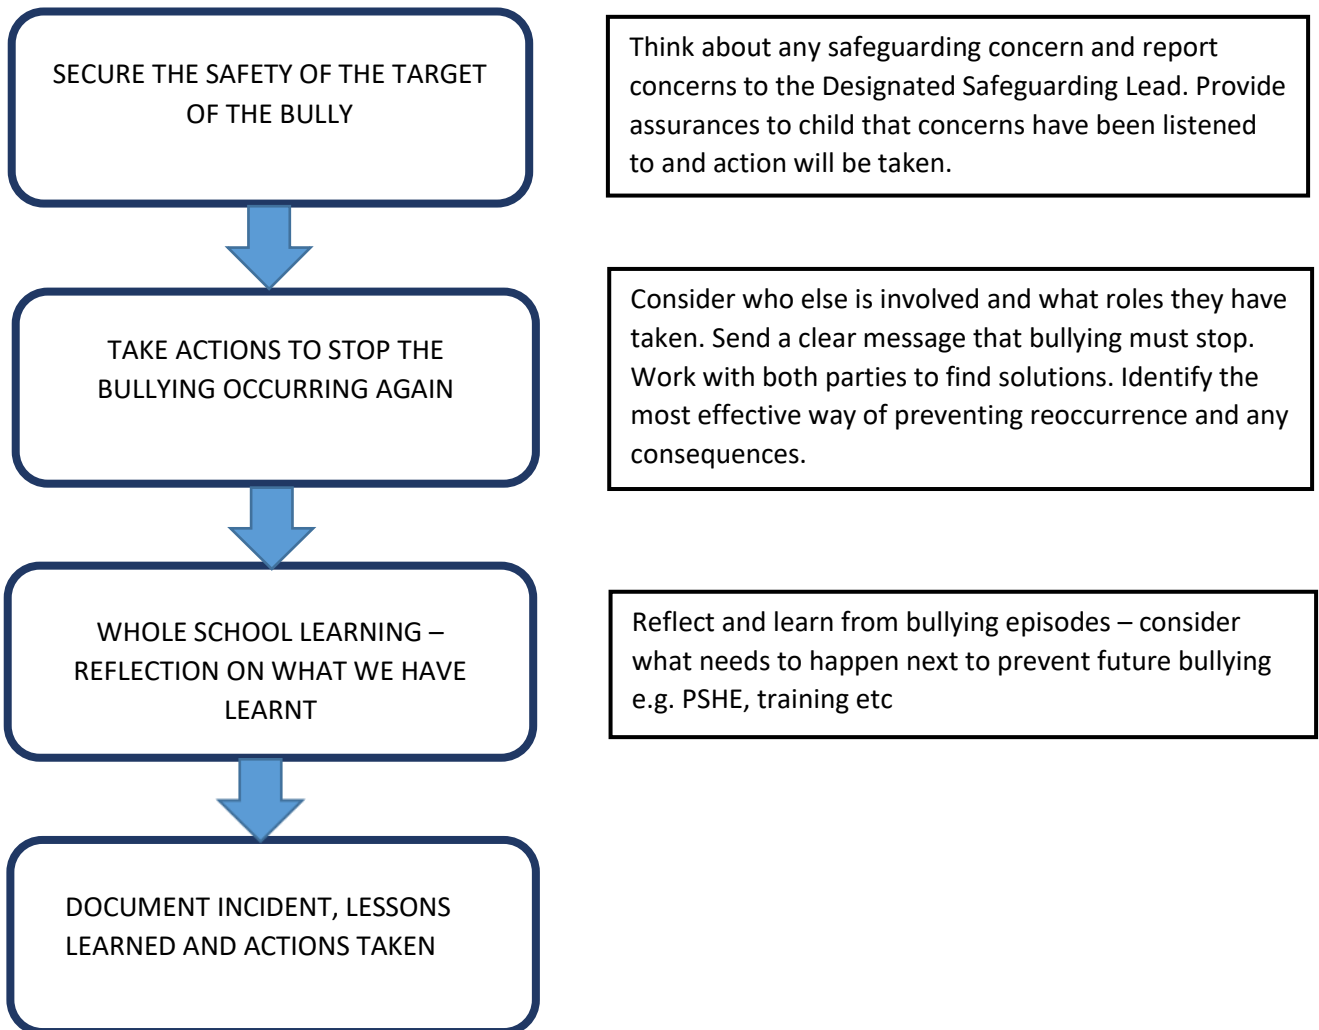 SECURE THE SAFETY OF THE TARGET
OF THE BULLY
Think about any safeguarding concern and report
concerns to the Designated Safeguarding Lead. Provide
assurances to child that concerns have been listened
to and action will be taken.
TAKE ACTIONS TO STOP THE
BULLYING OCCURRING AGAIN
Consider who else is involved and what roles they have
taken. Send a clear message that bullying must stop.
Work with both parties to find solutions. Identify the
most effective way of preventing reoccurrence and any
consequences.
WHOLE SCHOOL LEARNING –
REFLECTION ON WHAT WE HAVE
LEARNT
Reflect and learn from bullying episodes – consider
what needs to happen next to prevent future bullying
e.g. PSHE, training etc
DOCUMENT INCIDENT, LESSONS
LEARNED AND ACTIONS TAKEN